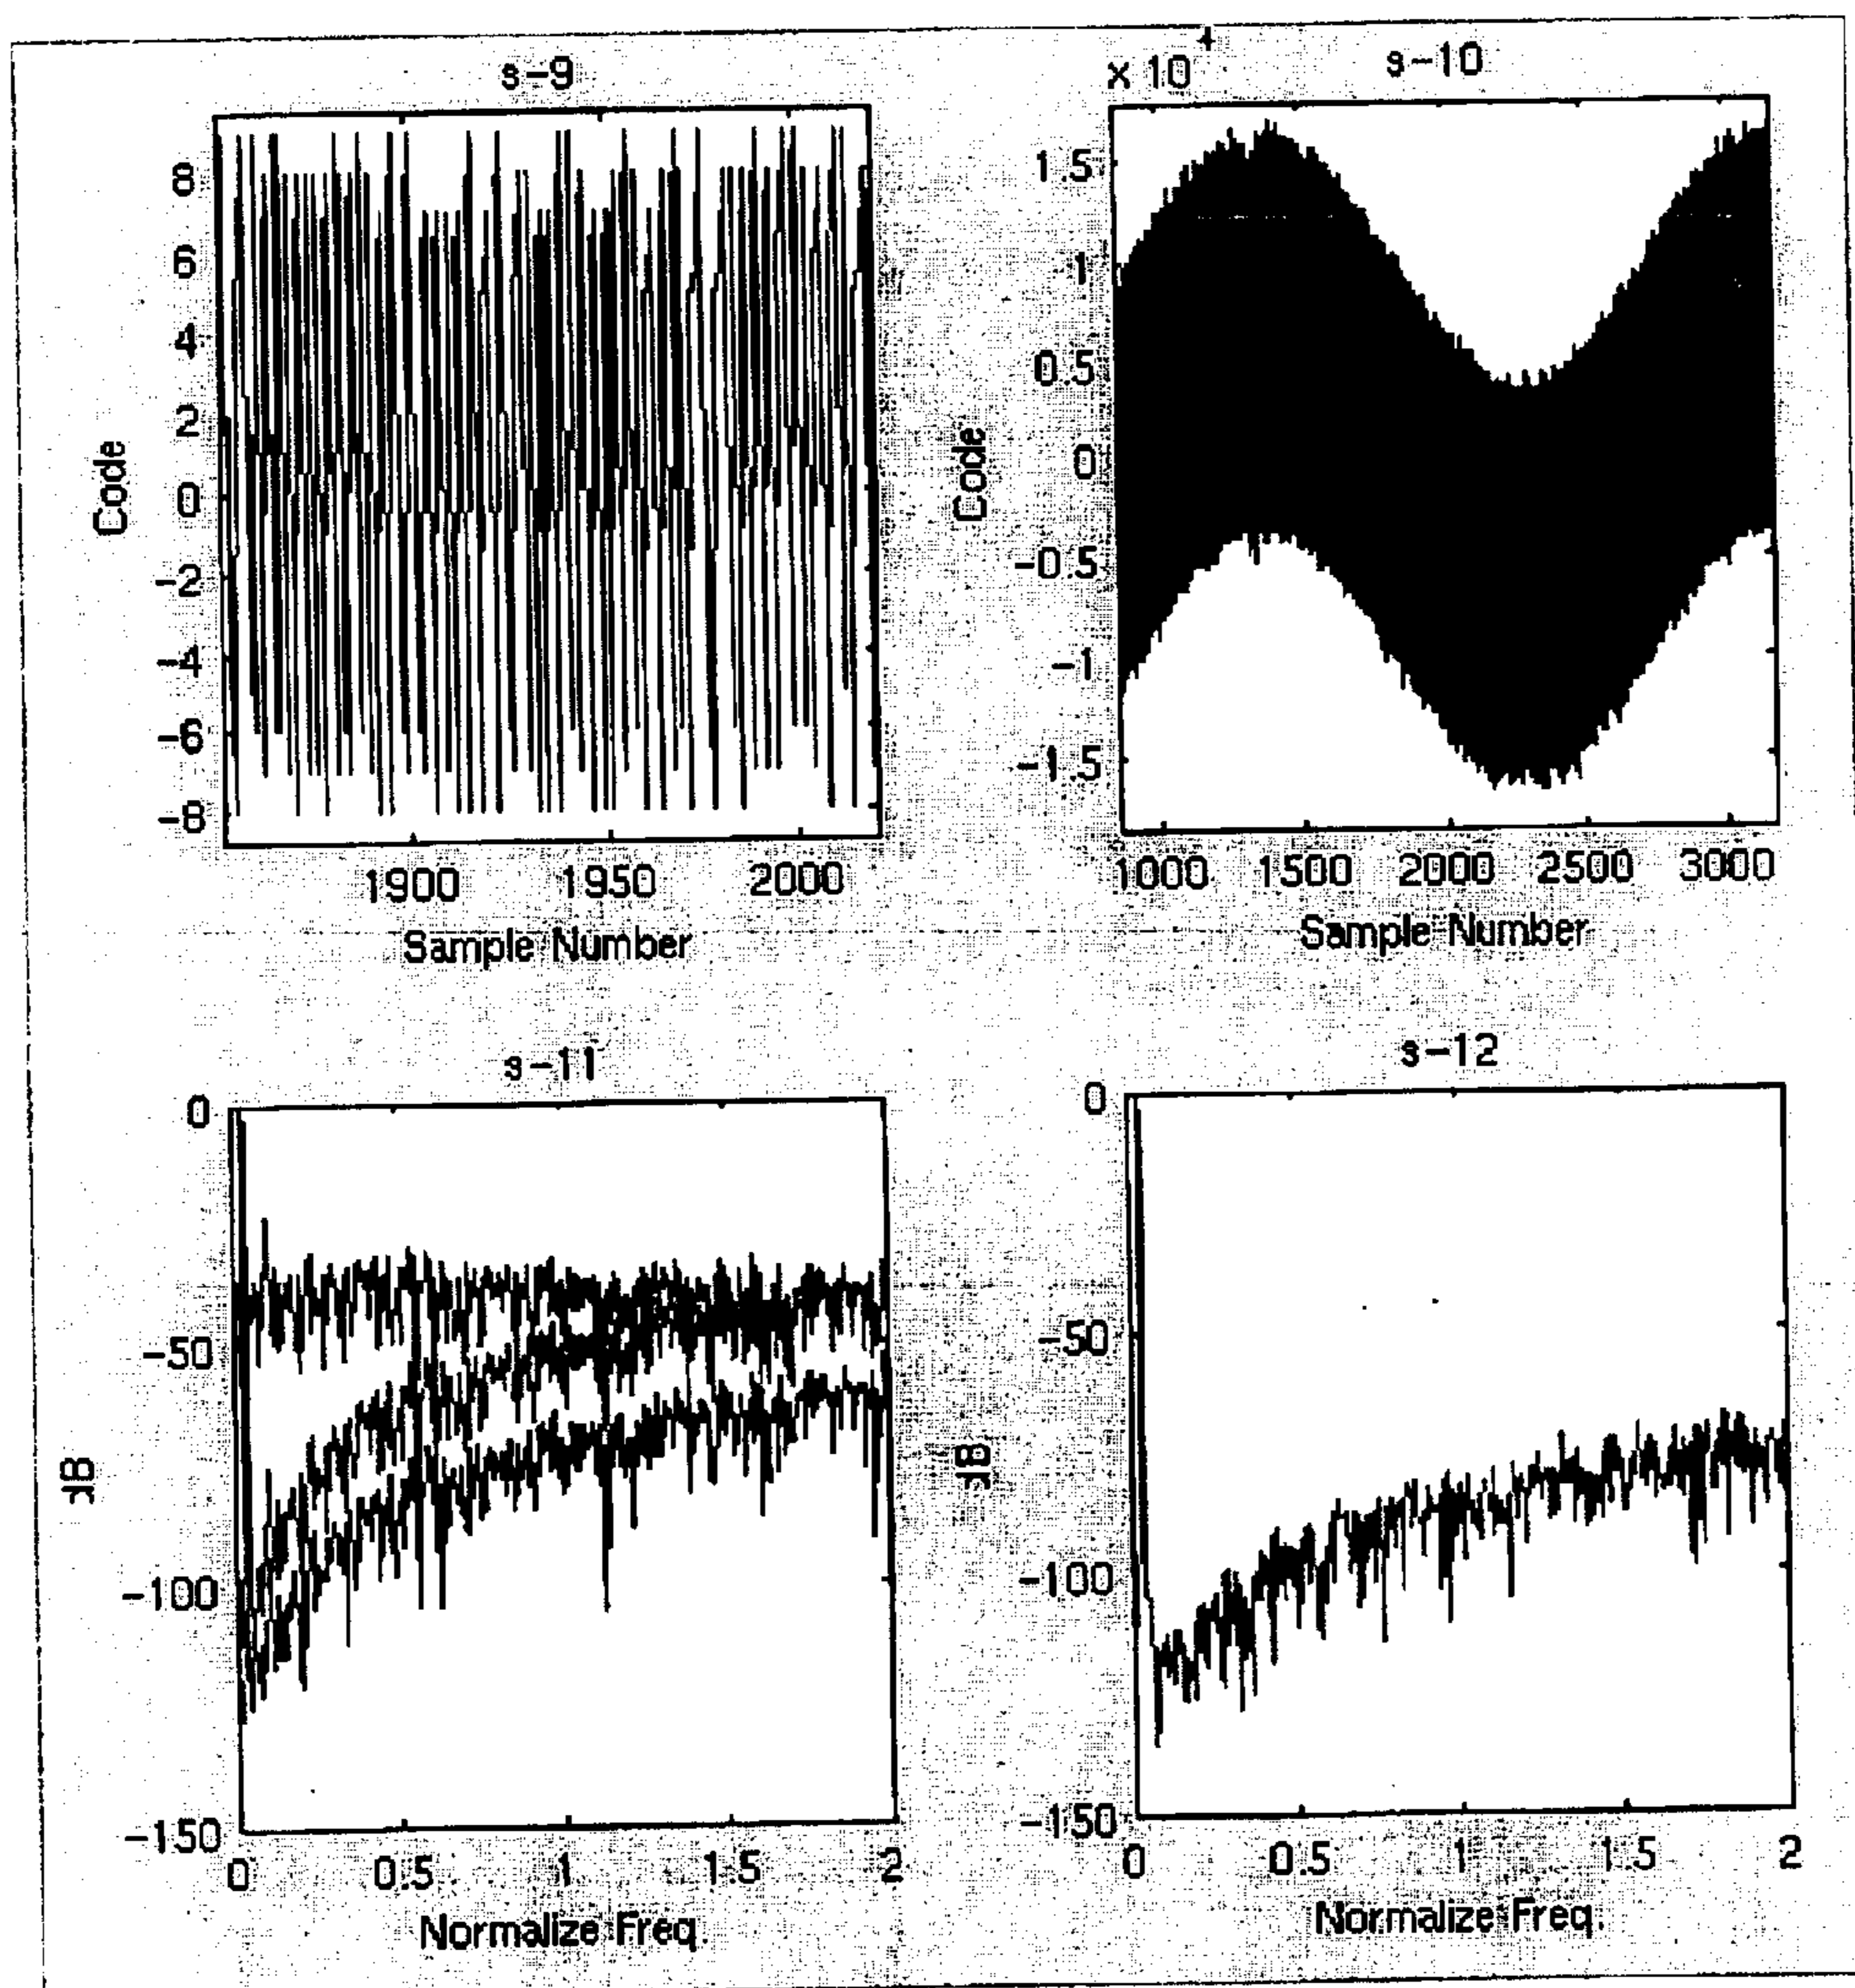 s-9
8
6
4
2
0
-2
-4
-6
-8
Code
1900 1950 2000
Sample Number
x 10
4
s-10
1.5
1
0.5
0
-0.5
-1
-1.5
Code
1000 1500 2000 2500 3000
Sample Number
s-11
0
-50
-100
-150
dB
0 0.5 1 1.5 2
Normalize Freq.
s-12
0
-50
-100
-150
dB
0 0.5 1 1.5 2
Normalize Freq.